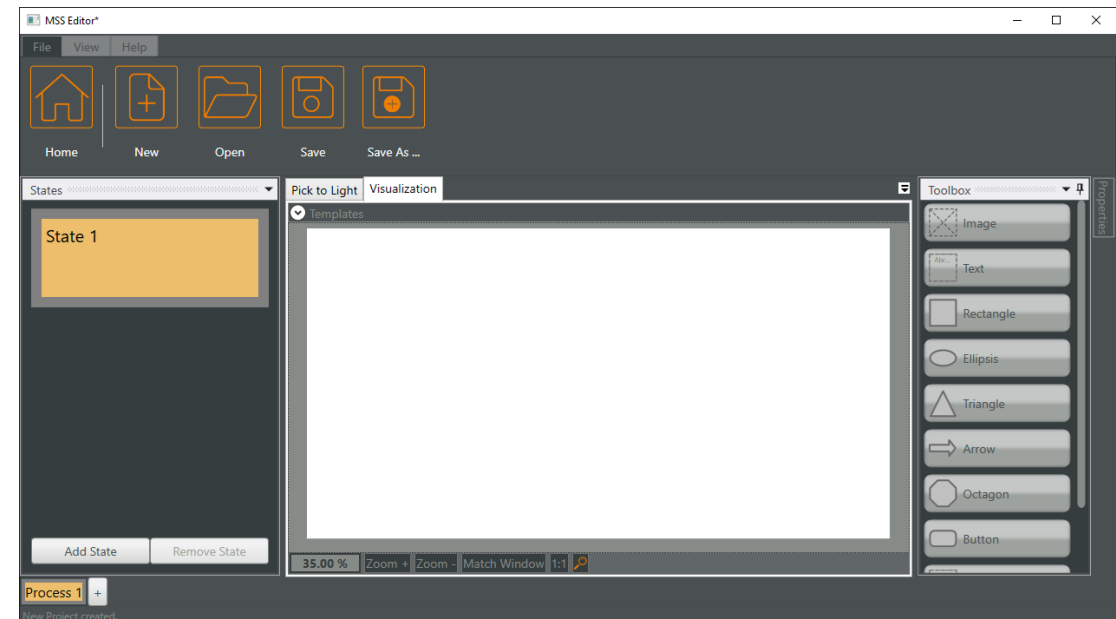 MSS Editor*
File View Help
Home New Open Save Save As ...
States
State 1
Add State Remove State
Pick to Light Visualization
Templates
35.00 % Zoom + Zoom - Match Window 1:1
Toolbox
Image
Abc... Text
Rectangle
Ellipsis
Triangle
Arrow
Octagon
Button
Properties
Process 1 +
New Project created.